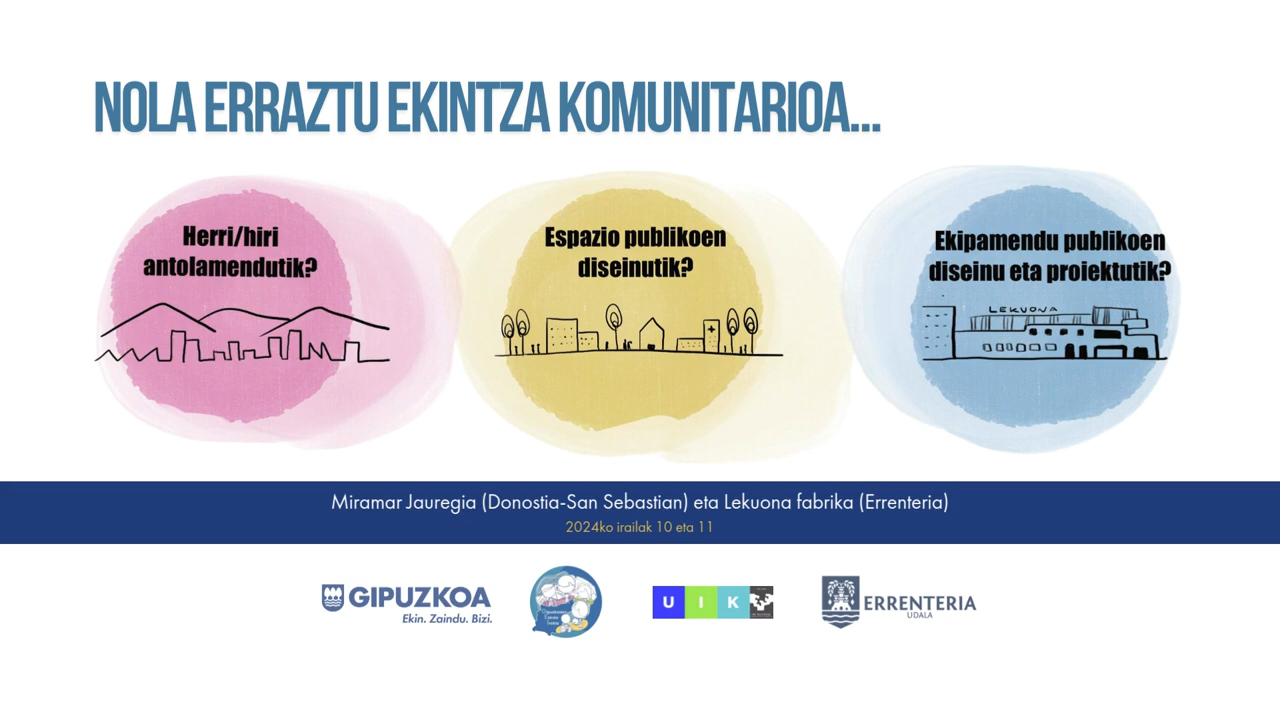 NOLA ERRAZTU EKINTZA KOMUNITARIOA...
Herri/hiri
antolamendutik?
Espazio publikoen
diseinutik?
Ekipamendu publikoen
diseinu eta proiektutik?
LEKUONA
Miramar Jauregia (Donostia-San Sebastian) eta Lekuona fabrika (Errenteria)
2024ko irailak 10 eta 11
GIPUZKOA
Ekin. Zaindu. Bizi.
U I K
ERRENTERIA
UDALA